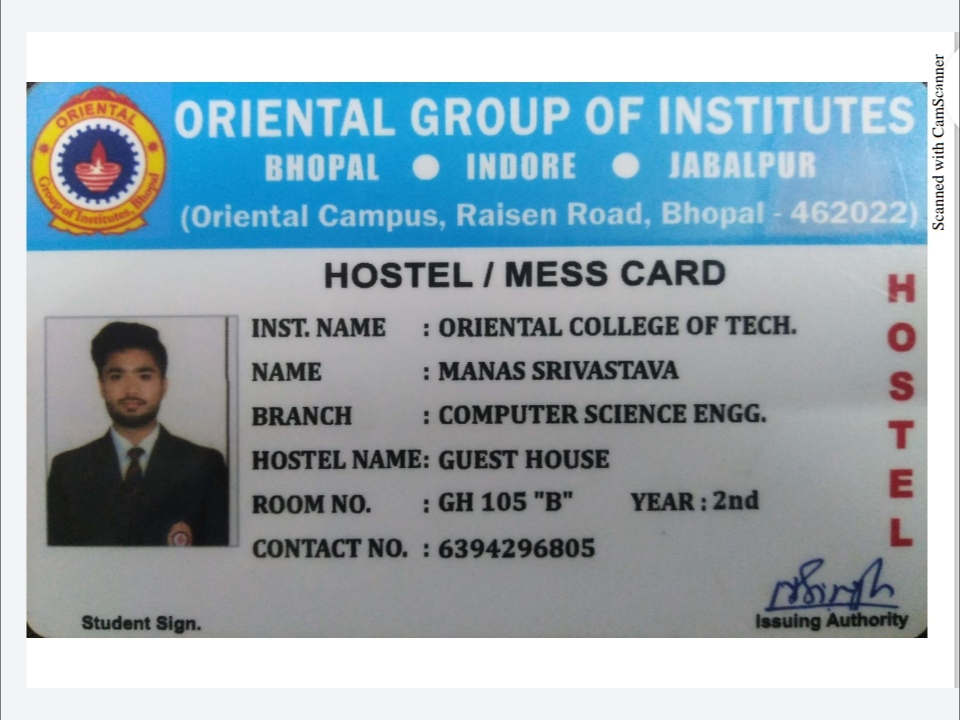 ORIENTAL
Group of Institutes, Bhopal
ORIENTAL GROUP OF INSTITUTES
BHOPAL ● INDORE ● JABALPUR
(Oriental Campus, Raisen Road, Bhopal - 462022)
HOSTEL / MESS CARD
INST. NAME : ORIENTAL COLLEGE OF TECH.
NAME : MANAS SRIVASTAVA
BRANCH : COMPUTER SCIENCE ENGG.
HOSTEL NAME: GUEST HOUSE
ROOM NO. : GH 105 "B" YEAR : 2nd
CONTACT NO. : 6394296805
HOSTEL
Student Sign.
Issuing Authority
Scanned with CamScanner